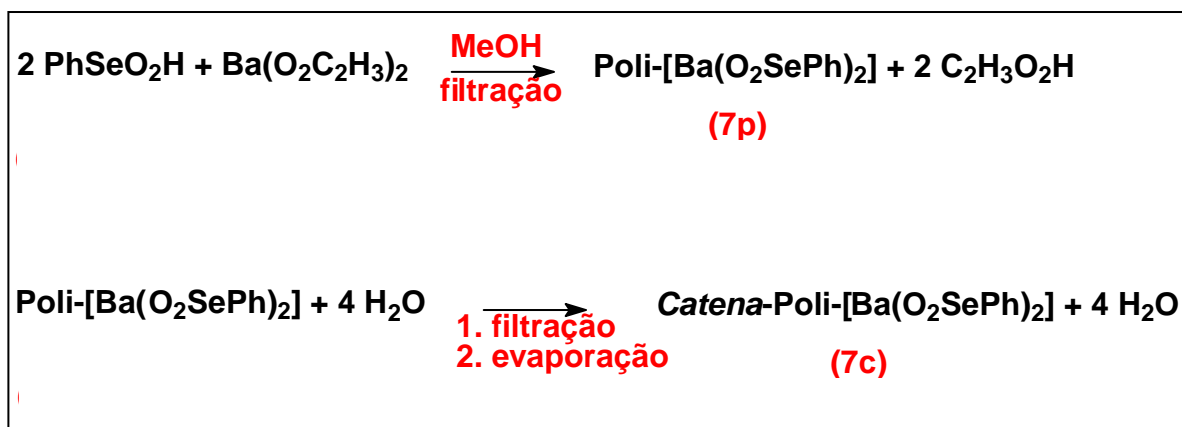 2 PhSeO₂H + Ba(O₂C₂H₃)₂ MeOH filtração Poli-[Ba(O₂SePh)₂] + 2 C₂H₃O₂H
(7p)
Poli-[Ba(O₂SePh)₂] + 4 H₂O 1. filtração 2. evaporação Catena-Poli-[Ba(O₂SePh)₂] + 4 H₂O
(7c)